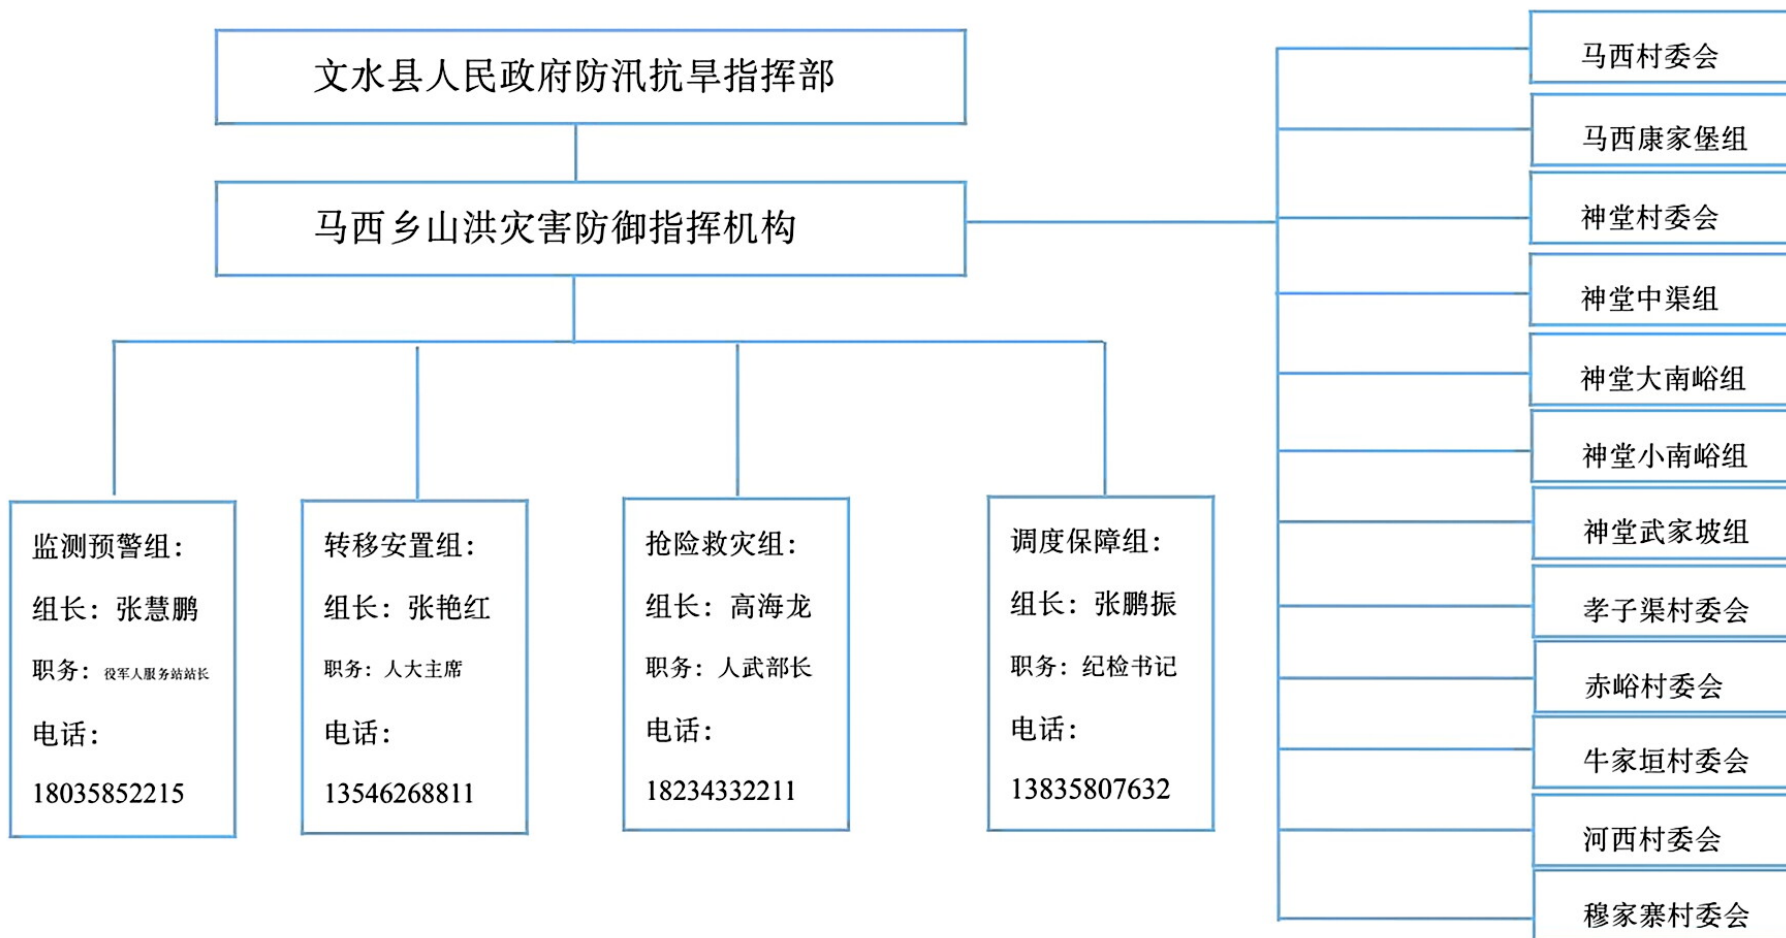 文水县人民政府防汛抗旱指挥部
马西乡山洪灾害防御指挥机构
监测预警组：
组长：张慧鹏
职务：役军人服务站站长
电话：
18035852215
转移安置组：
组长：张艳红
职务：人大主席
电话：
13546268811
抢险救灾组：
组长：高海龙
职务：人武部长
电话：
18234332211
调度保障组：
组长：张鹏振
职务：纪检书记
电话：
13835807632
马西村委会
马西康家堡组
神堂村委会
神堂中渠组
神堂大南峪组
神堂小南峪组
神堂武家坡组
孝子渠村委会
赤峪村委会
牛家垣村委会
河西村委会
穆家寨村委会